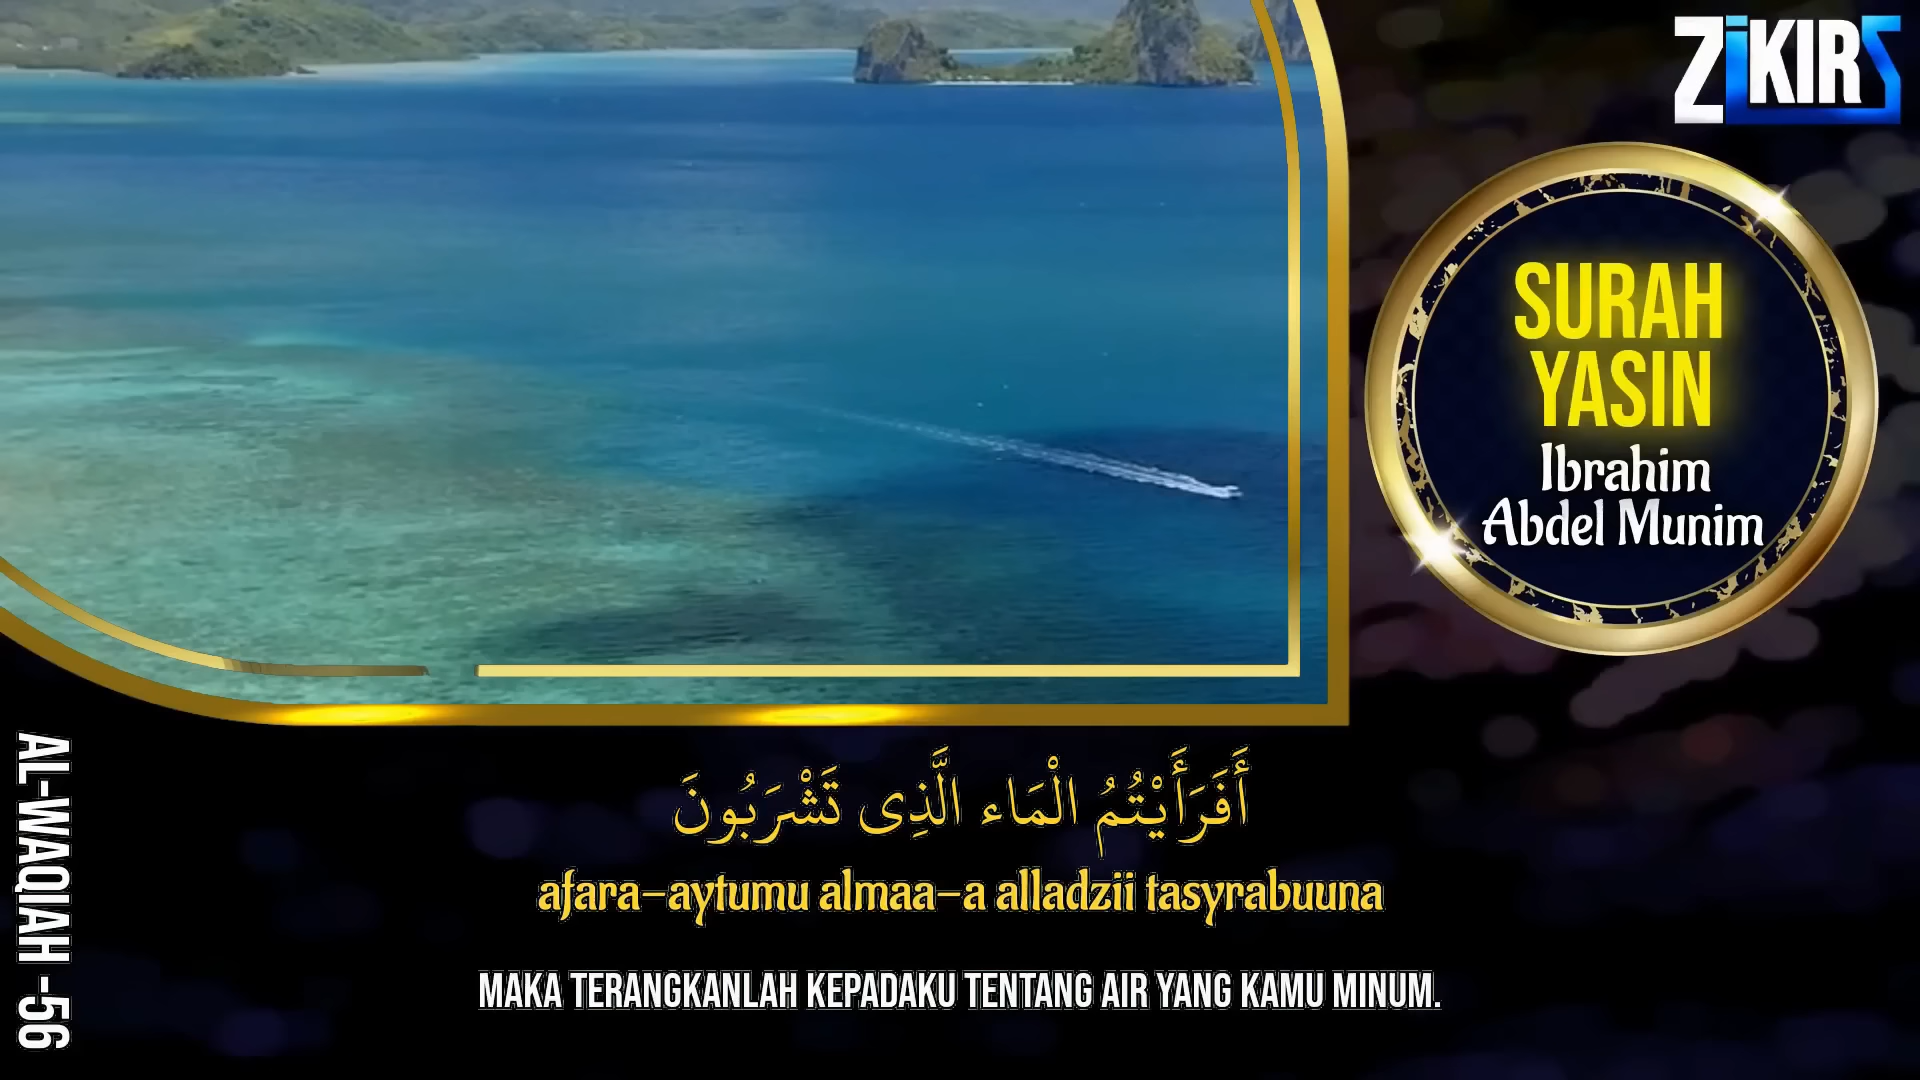 ZiKIRS
SURAH
YASIN
Ibrahim
Abdel Munim
أَفَرَأَيْتُمُ الْمَاء الَّذِى تَشْرَبُونَ
afara-aytumu almaa-a alladzii tasyrabuuna
MAKA TERANGKANLAH KEPADAKU TENTANG AIR YANG KAMU MINUM.
AL-WAQIAH -56